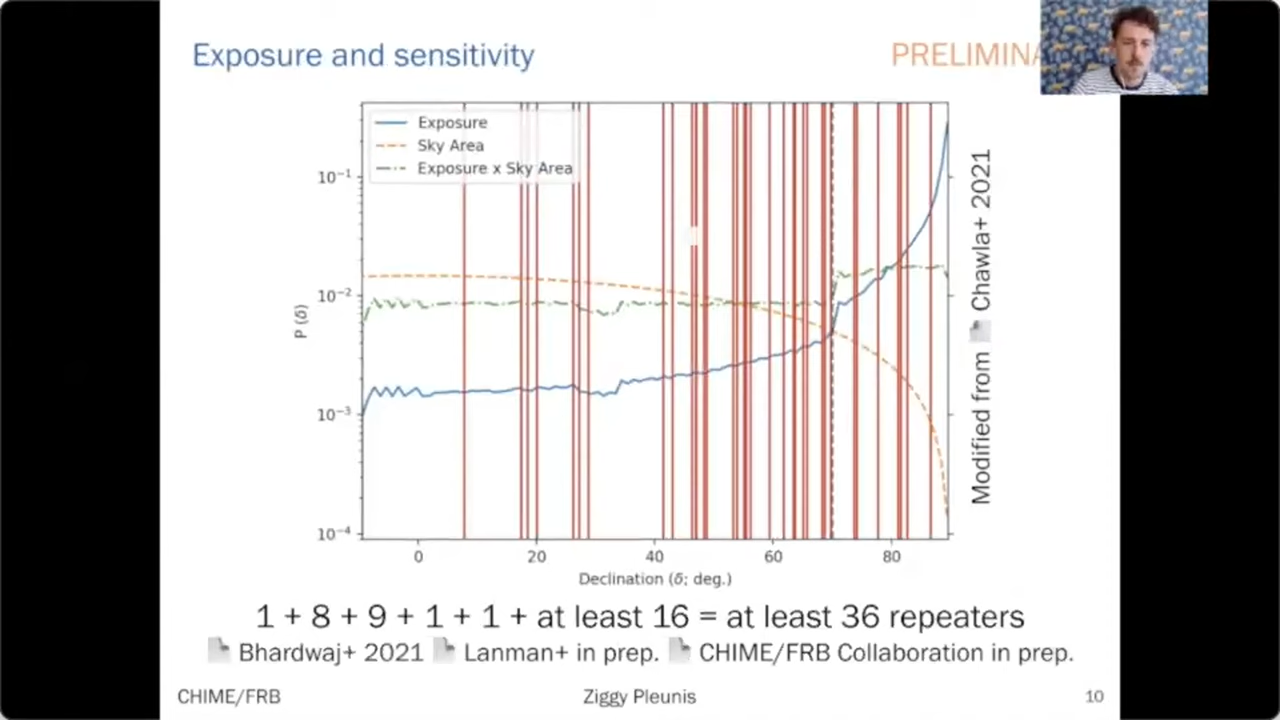 Exposure and sensitivity
PRELIMINA
Exposure
Sky Area
Exposure x Sky Area
10⁻¹
10⁻²
10⁻³
10⁻⁴
P (δ)
0 20 40 60 80
Declination (δ; deg.)
Modified from Chawla+ 2021
1 + 8 + 9 + 1 + 1 + at least 16 = at least 36 repeaters
Bhardwaj+ 2021 Lanman+ in prep. CHIME/FRB Collaboration in prep.
CHIME/FRB Ziggy Pleunis 10